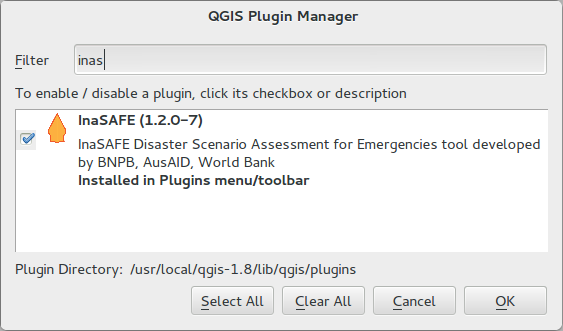 QGIS Plugin Manager
Filter
inas
To enable / disable a plugin, click its checkbox or description
InaSAFE (1.2.0-7)
InaSAFE Disaster Scenario Assessment for Emergencies tool developed
by BNPB, AusAID, World Bank
Installed in Plugins menu/toolbar
Plugin Directory: /usr/local/qgis-1.8/lib/qgis/plugins
Select All Clear All Cancel OK